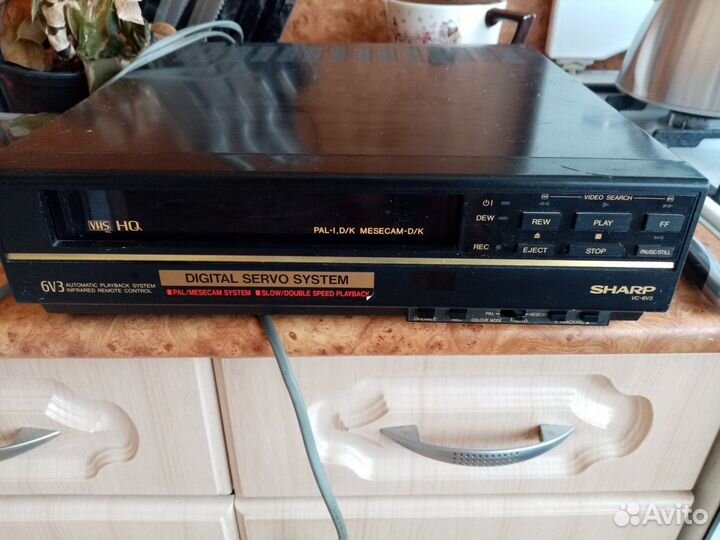 VHS HQ
PAL-I,D/K MESECAM-D/K
VIDEO SEARCH
DEW
REC
REW
PLAY
FF
EJECT
STOP
PAUSE/STILL
6V3 AUTOMATIC PLAYBACK SYSTEM
INFRARED REMOTE CONTROL
DIGITAL SERVO SYSTEM
PAL/MESECAM SYSTEM SLOW/DOUBLE SPEED PLAYBACK
SHARP
VC-6V3
PAL
COLOUR MODE
TRACKING
Avito